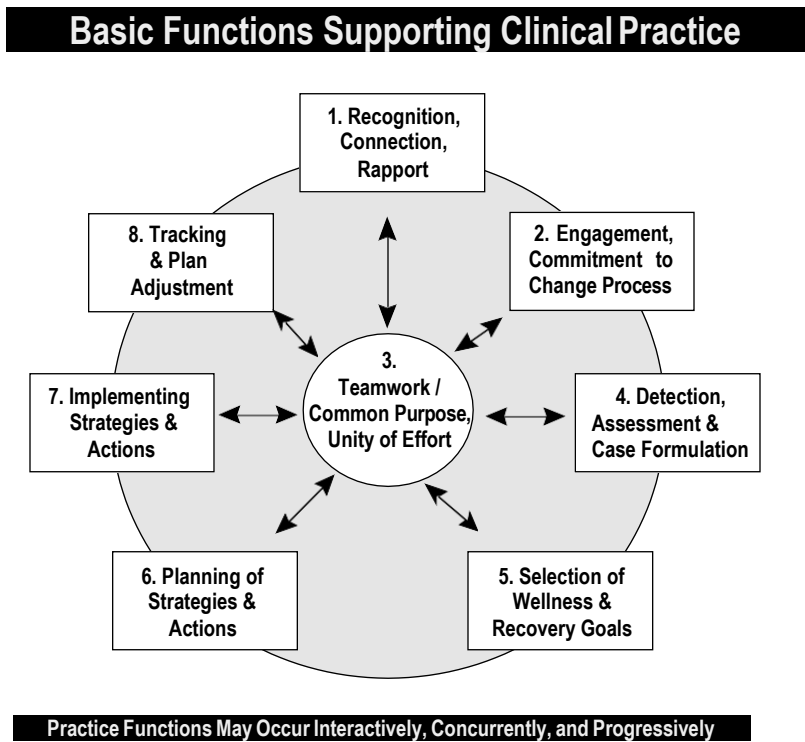 Basic Functions Supporting Clinical Practice
1. Recognition,
Connection,
Rapport
2. Engagement,
Commitment to
Change Process
3.
Teamwork /
Common Purpose,
Unity of Effort
4. Detection,
Assessment &
Case Formulation
5. Selection of
Wellness &
Recovery Goals
6. Planning of
Strategies &
Actions
7. Implementing
Strategies &
Actions
8. Tracking
& Plan
Adjustment
Practice Functions May Occur Interactively, Concurrently, and Progressively